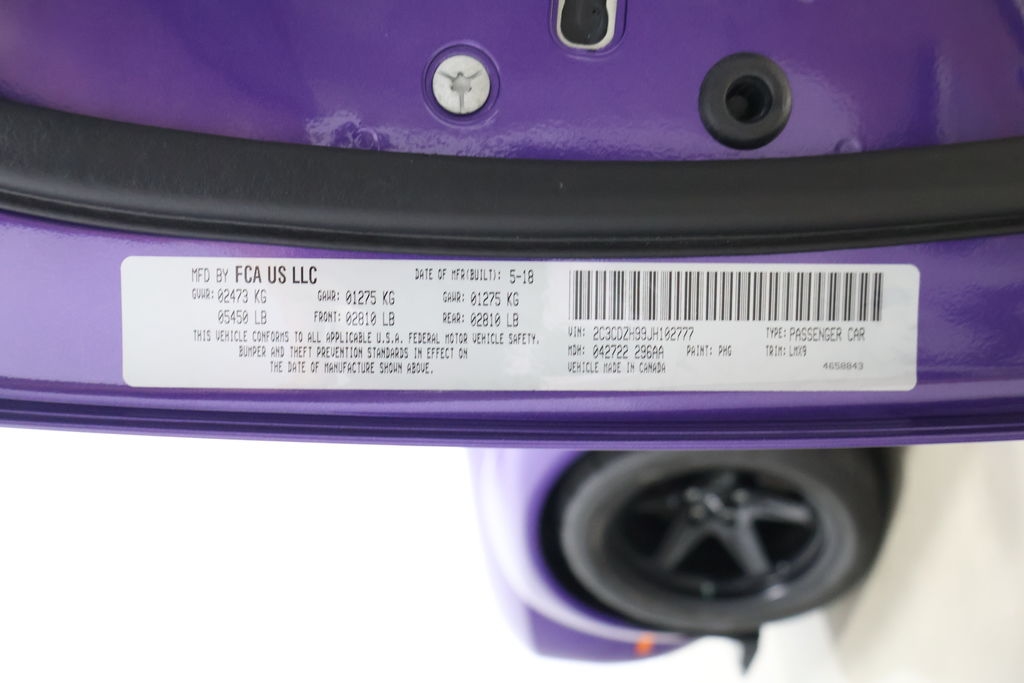 MFD BY FCA US LLC DATE OF MFR(BUILT): 5-18
GVWR: 02473 KG GAWR: 01275 KG GAWR: 01275 KG
05450 LB FRONT: 02810 LB REAR: 02810 LB
THIS VEHICLE CONFORMS TO ALL APPLICABLE U.S.A. FEDERAL MOTOR VEHICLE SAFETY,
BUMPER AND THEFT PREVENTION STANDARDS IN EFFECT ON
THE DATE OF MANUFACTURE SHOWN ABOVE.
VIN: 2C3CDZH99JH102777 TYPE: PASSENGER CAR
MDH: 042722 296AA PAINT: PHG TRIM: LMX9
VEHICLE MADE IN CANADA 4658843